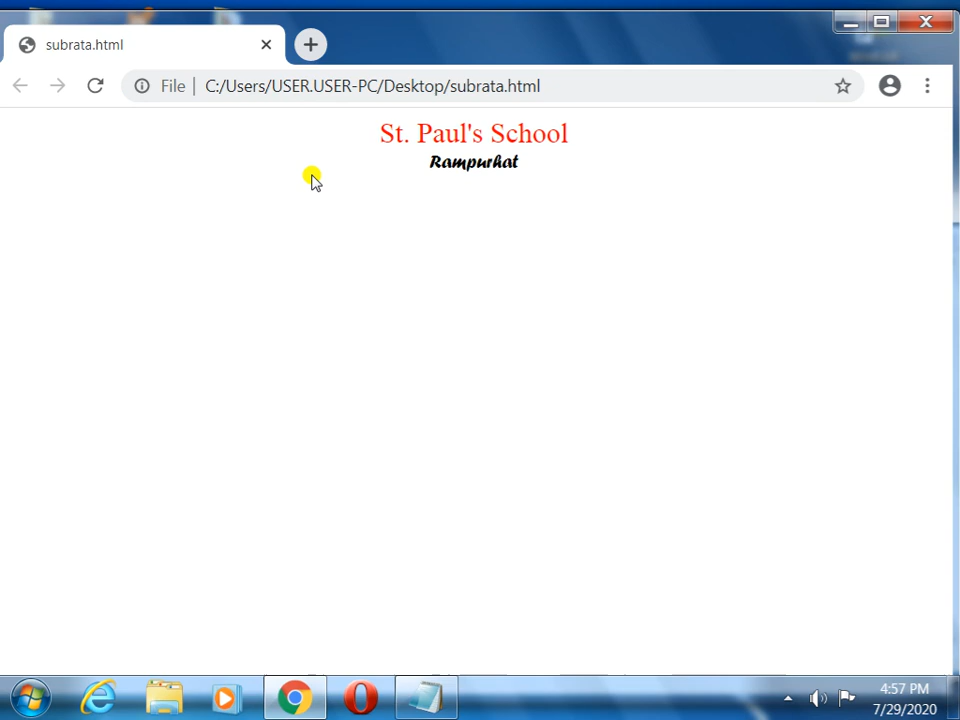 subrata.html
File | C:/Users/USER.USER-PC/Desktop/subrata.html
St. Paul's School
Rampurhat
4:57 PM
7/29/2020